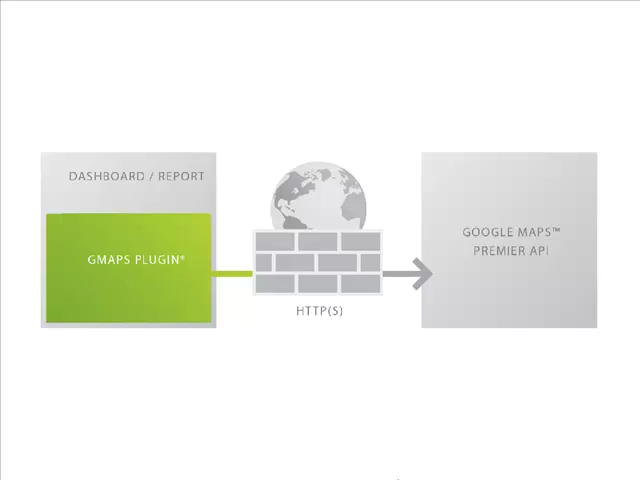 DASHBOARD / REPORT
GMAPS PLUGIN®
HTTP(S)
GOOGLE MAPS™
PREMIER API